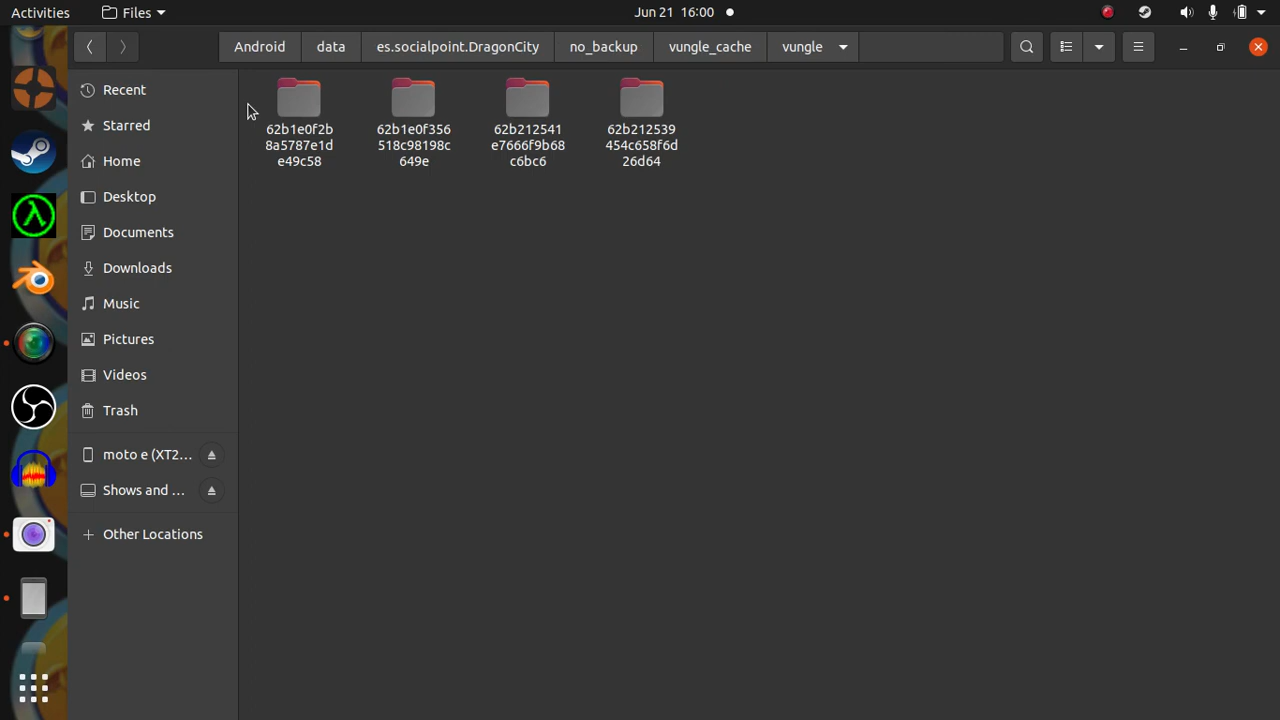 Activities
Files
Jun 21 16:00
Android
data
es.socialpoint.DragonCity
no_backup
vungle_cache
vungle
Recent
Starred
Home
Desktop
Documents
Downloads
Music
Pictures
Videos
Trash
moto e (XT2…
Shows and …
Other Locations
62b1e0f2b
8a5787e1d
e49c58
62b1e0f356
518c98198c
649e
62b212541
e7666f9b68
c6bc6
62b212539
454c658f6d
26d64